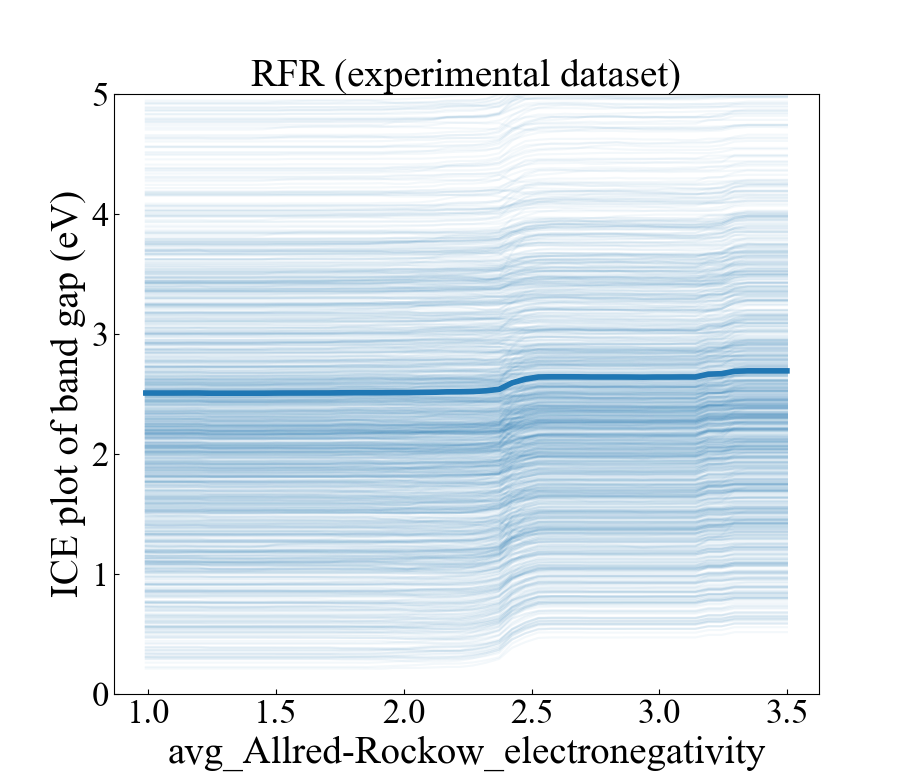 RFR (experimental dataset)
ICE plot of band gap (eV)
5
4
3
2
1
0
1.0 1.5 2.0 2.5 3.0 3.5
avg_Allred-Rockow_electronegativity